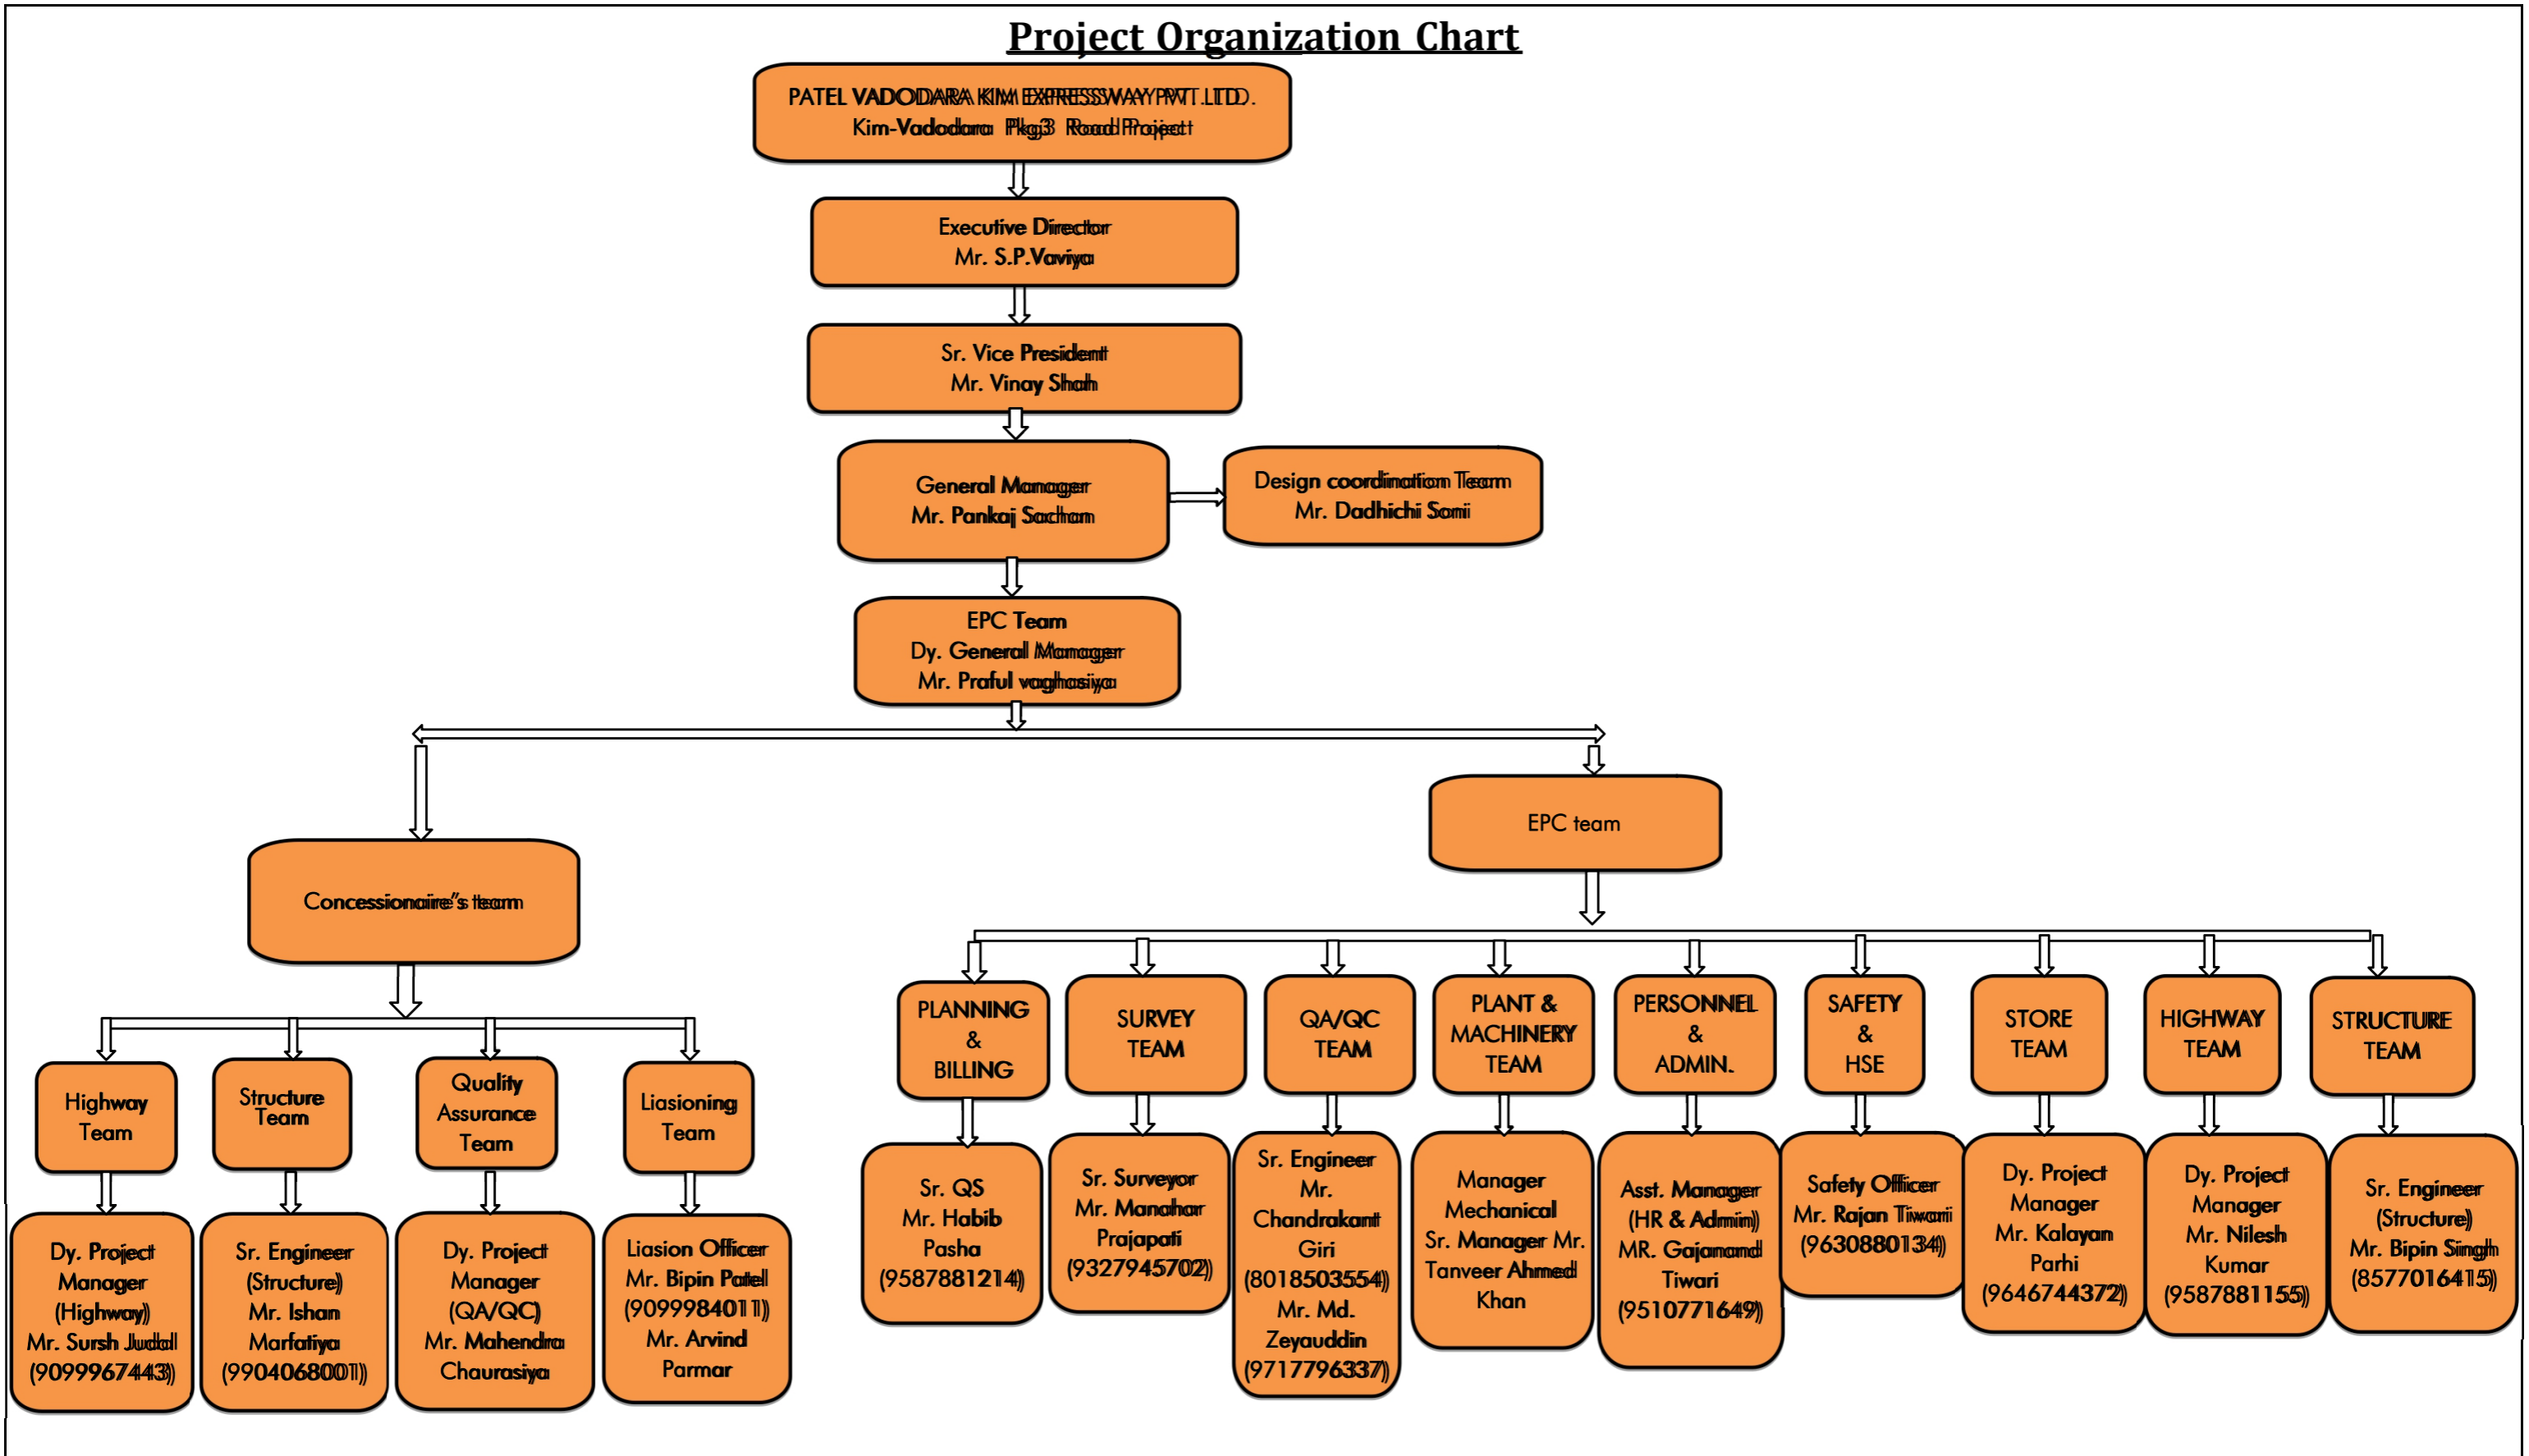 Project Organization Chart
PATEL VADODARA KIM EXPRESSWAY PVT. LTD.
Kim-Vadodara Pkg3 Road Project
Executive Director
Mr. S.P.Vaviya
Sr. Vice President
Mr. Vinay Shah
General Manager
Mr. Pankaj Sachan
Design coordination Team
Mr. Dadhichi Soni
EPC Team
Dy. General Manager
Mr. Praful vaghasiya
EPC team
Concessionaire"s team
Highway
Team
Structure
Team
Quality
Assurance
Team
Liasioning
Team
Dy. Project
Manager
(Highway)
Mr. Sursh Judal
(9099967443)
Sr. Engineer
(Structure)
Mr. Ishan
Marfatiya
(9904068001)
Dy. Project
Manager
(QA/QC)
Mr. Mahendra
Chaurasiya
Liasion Officer
Mr. Bipin Patel
(9099984011)
Mr. Arvind
Parmar
PLANNING
&
BILLING
SURVEY
TEAM
QA/QC
TEAM
PLANT &
MACHINERY
TEAM
PERSONNEL
&
ADMIN.
SAFETY
&
HSE
STORE
TEAM
HIGHWAY
TEAM
STRUCTURE
TEAM
Sr. QS
Mr. Habib
Pasha
(9587881214)
Sr. Surveyor
Mr. Manahar
Prajapati
(9327945702)
Sr. Engineer
Mr.
Chandrakant
Giri
(8018503554)
Mr. Md.
Zeyauddin
(9717796337)
Manager
Mechanical
Sr. Manager Mr.
Tanveer Ahmed
Khan
Asst. Manager
(HR & Admin)
MR. Gajanand
Tiwari
(9510771649)
Safety Officer
Mr. Rajan Tiwari
(9630880134)
Dy. Project
Manager
Mr. Kalayan
Parhi
(9646744372)
Dy. Project
Manager
Mr. Nilesh
Kumar
(9587881155)
Sr. Engineer
(Structure)
Mr. Bipin Singh
(8577016415)